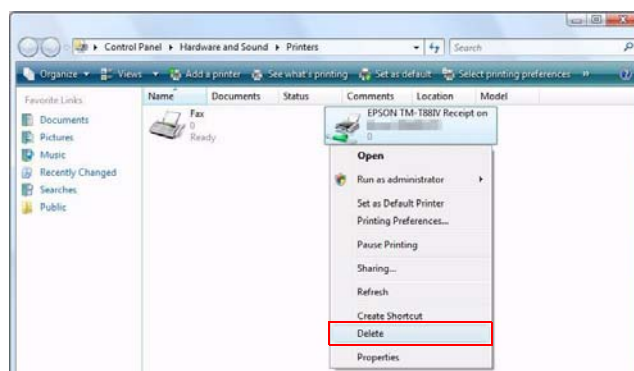 Control Panel ▸ Hardware and Sound ▸ Printers
Search
Organize Views Add a printer See what's printing Set as default Select printing preferences »
Favorite Links
Name Documents Status Comments Location Model
Documents
Pictures
Music
Recently Changed
Searches
Public
Fax
0
Ready
EPSON TM-T88IV Receipt on
0
Open
Run as administrator
Set as Default Printer
Printing Preferences...
Pause Printing
Sharing...
Refresh
Create Shortcut
Delete
Properties